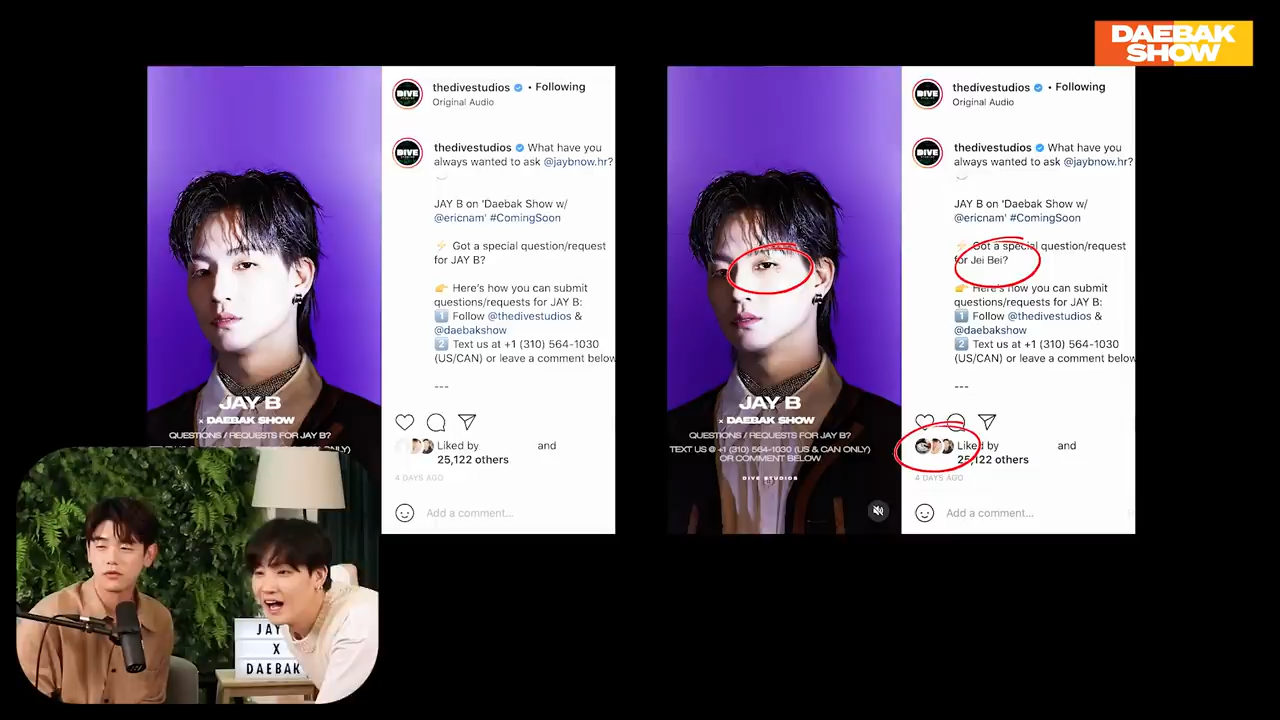 DAEBAK
SHOW
thedivestudios • Following
Original Audio
DIVE
thedivestudios What have you
always wanted to ask @jaybnow.hr?
JAY B on 'Daebak Show w/
@ericnam' #ComingSoon
⚡ Got a special question/request
for JAY B?
👉 Here's how you can submit
questions/requests for JAY B:
1️⃣ Follow @thedivestudios &
@daebakshow
2️⃣ Text us at +1 (310) 564-1030
(US/CAN) or leave a comment below
---
Liked by and
25,122 others
4 DAYS AGO
Add a comment...
JAY B
× DAEBAK SHOW
QUESTIONS / REQUESTS FOR JAY B?
thedivestudios • Following
Original Audio
DIVE
thedivestudios What have you
always wanted to ask @jaybnow.hr?
JAY B on 'Daebak Show w/
@ericnam' #ComingSoon
⚡ Got a special question/request
for Jei Bei?
👉 Here's how you can submit
questions/requests for JAY B:
1️⃣ Follow @thedivestudios &
@daebakshow
2️⃣ Text us at +1 (310) 564-1030
(US/CAN) or leave a comment below
---
Liked by and
25,122 others
4 DAYS AGO
Add a comment...
JAY B
× DAEBAK SHOW
QUESTIONS / REQUESTS FOR JAY B?
TEXT US @ +1 (310) 564-1030 (US & CAN ONLY)
OR COMMENT BELOW
DIVE STUDIOS
JAY
X
DAEBAK